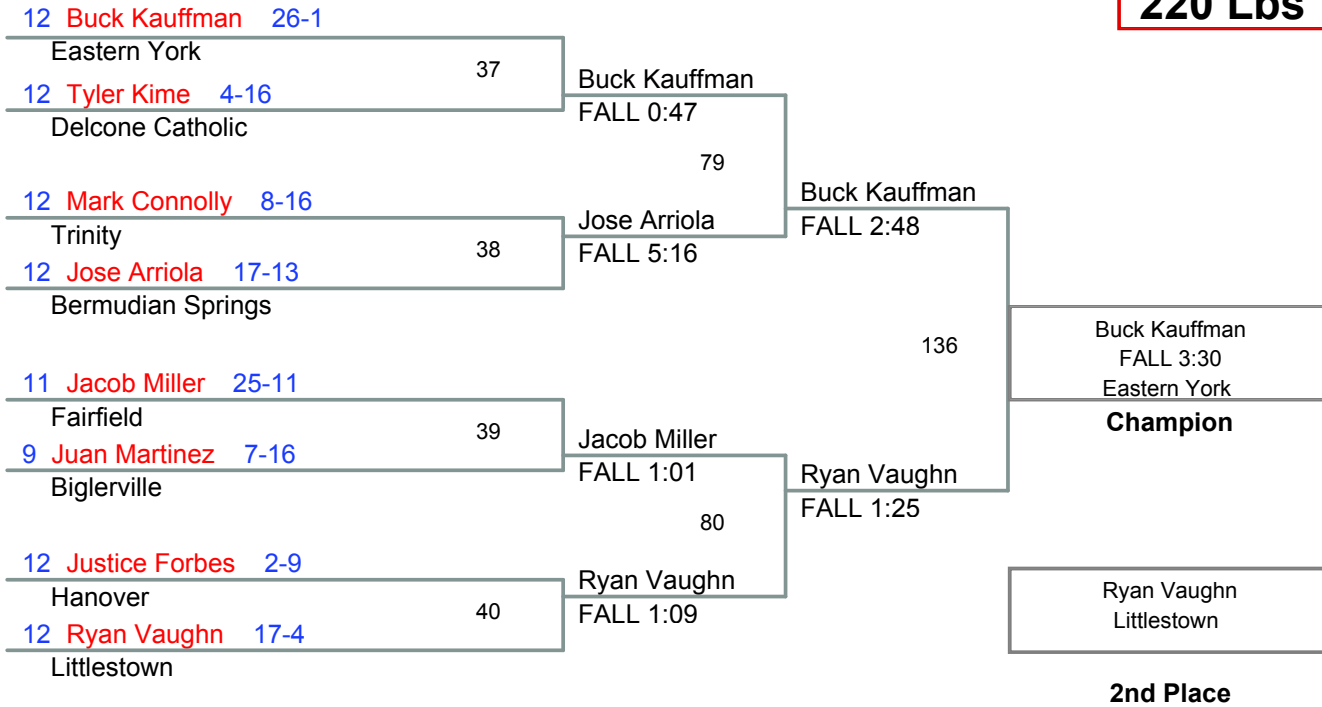 220 Lbs
12 Buck Kauffman 26-1
Eastern York
37
12 Tyler Kime 4-16
Delcone Catholic
Buck Kauffman
FALL 0:47
79
12 Mark Connolly 8-16
Trinity
38
12 Jose Arriola 17-13
Bermudian Springs
Jose Arriola
FALL 5:16
Buck Kauffman
FALL 2:48
136
11 Jacob Miller 25-11
Fairfield
39
9 Juan Martinez 7-16
Biglerville
Jacob Miller
FALL 1:01
80
12 Justice Forbes 2-9
Hanover
40
12 Ryan Vaughn 17-4
Littlestown
Ryan Vaughn
FALL 1:09
Ryan Vaughn
FALL 1:25
Buck Kauffman
FALL 3:30
Eastern York
Champion
Ryan Vaughn
Littlestown
2nd Place